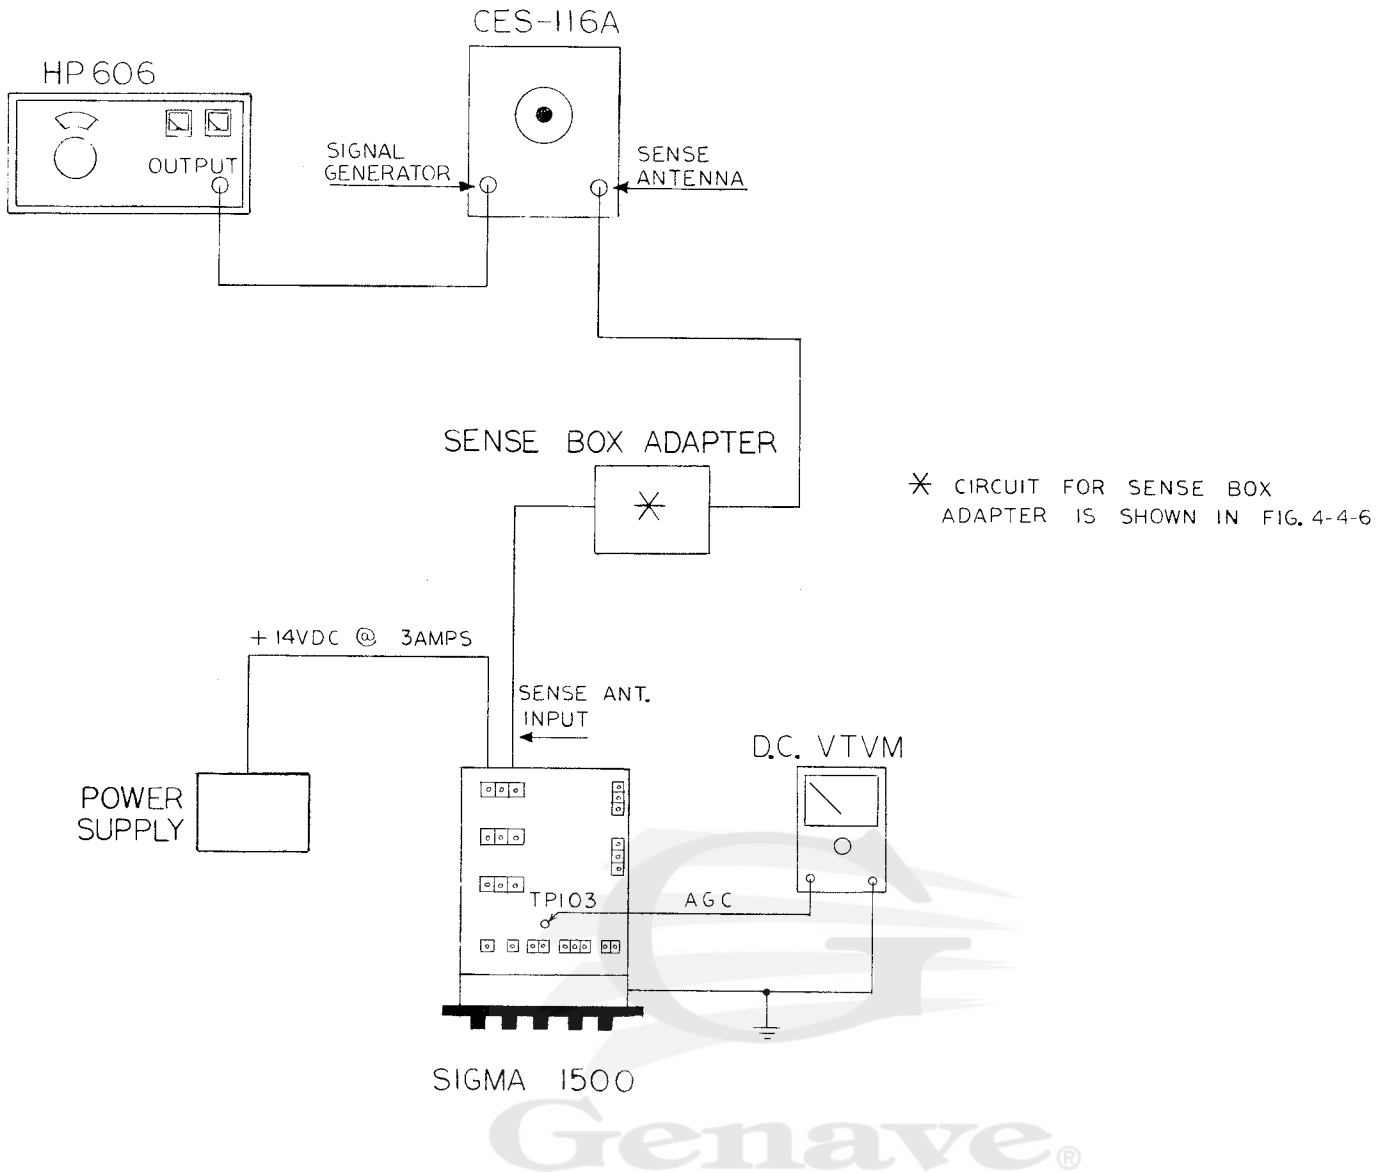 CES-116A
HP 606
OUTPUT
SIGNAL
GENERATOR
SENSE
ANTENNA
SENSE BOX ADAPTER
* CIRCUIT FOR SENSE BOX
ADAPTER IS SHOWN IN FIG. 4-4-6
*
+14VDC @ 3AMPS
SENSE ANT.
INPUT
D.C. VTVM
POWER
SUPPLY
TP103
AGC
SIGMA 1500
G
Genave®